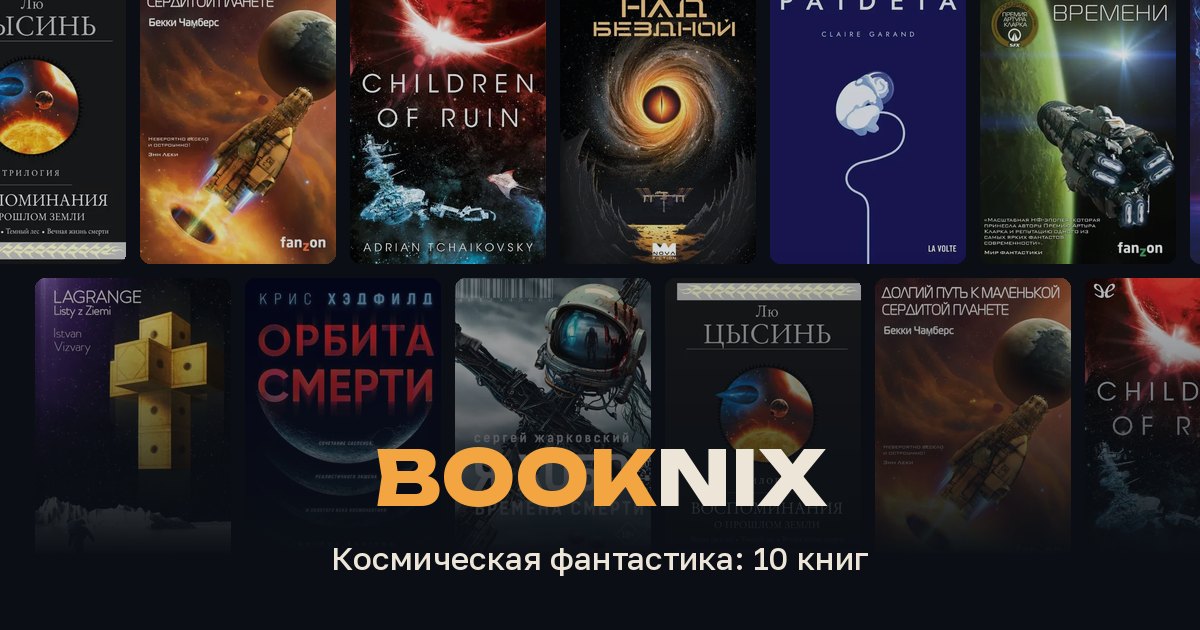 Лю
ЫСИНЬ
ТРИЛОГИЯ
ПОМИНАНИЯ
РОШЛОМ ЗЕМЛИ
• Темный лес • Вечная жизнь смерти
СЕРДИТОЙ ПЛАНЕТЕ
Бекки Чамберс
НЕВЕРОЯТНО ВЕСЕЛО
И ОСТРОУМНО!
ЭНН ЛЕКИ
fanzon
CHILDREN
OF RUIN
ADRIAN TCHAIKOVSKY
НАД
БЕЗДНОЙ
NOVA
FICTION
PAIDEIA
CLAIRE GARAND
LA VOLTE
ВРЕМЕНИ
ПРЕМИЯ
АРТУРА
КЛАРКА
«МАСШТАБНАЯ НФ-ЭПОПЕЯ, КОТОРАЯ
ПРИНЕСЛА АВТОРУ ПРЕМИЮ АРТУРА
КЛАРКА И РЕПУТАЦИЮ ОДНОГО ИЗ
САМЫХ ЯРКИХ ФАНТАСТОВ
СОВРЕМЕННОСТИ».
МИР ФАНТАСТИКИ
fanzon
LAGRANGE
Listy z Ziemi
Istvan
Vizvary
КРИС ХЭДФИЛД
ОРБИТА
СМЕРТИ
сергей жарковский
ВРЕМЕНА СМЕРТИ
Лю
ЦЫСИНЬ
ВОСПОМИНАНИЯ
О ПРОШЛОМ ЗЕМЛИ
ДОЛГИЙ ПУТЬ К МАЛЕНЬКОЙ
СЕРДИТОЙ ПЛАНЕТЕ
Бекки Чамберс
НЕВЕРОЯТНО ВЕСЕЛО
И ОСТРОУМНО!
ЭНН ЛЕКИ
CHILD
OF R
BOOKNIX
Космическая фантастика: 10 книг